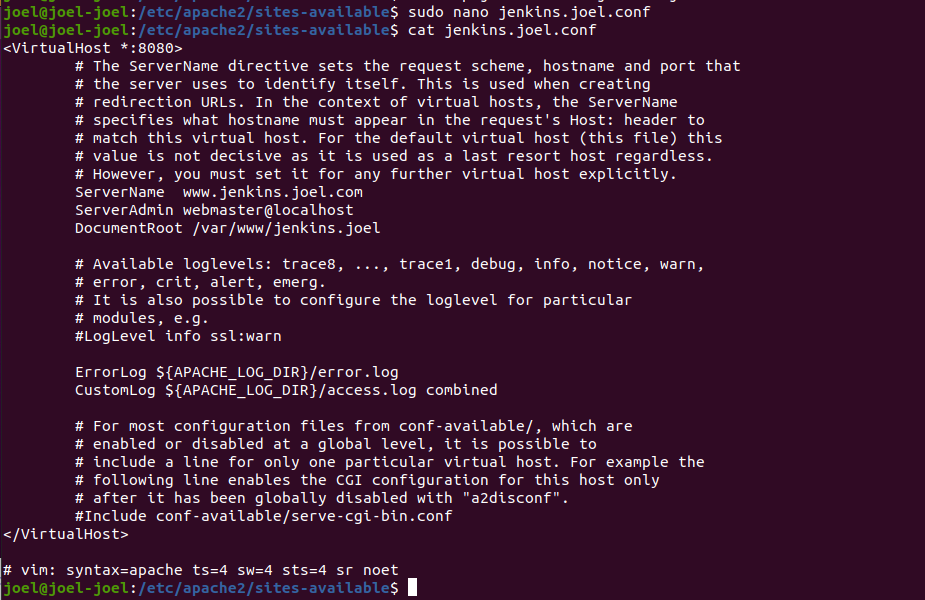 joel@joel-joel:/etc/apache2/sites-available$ sudo nano jenkins.joel.conf
joel@joel-joel:/etc/apache2/sites-available$ cat jenkins.joel.conf
<VirtualHost *:8080>
        # The ServerName directive sets the request scheme, hostname and port that
        # the server uses to identify itself. This is used when creating
        # redirection URLs. In the context of virtual hosts, the ServerName
        # specifies what hostname must appear in the request's Host: header to
        # match this virtual host. For the default virtual host (this file) this
        # value is not decisive as it is used as a last resort host regardless.
        # However, you must set it for any further virtual host explicitly.
        ServerName  www.jenkins.joel.com
        ServerAdmin webmaster@localhost
        DocumentRoot /var/www/jenkins.joel

        # Available loglevels: trace8, ..., trace1, debug, info, notice, warn,
        # error, crit, alert, emerg.
        # It is also possible to configure the loglevel for particular
        # modules, e.g.
        #LogLevel info ssl:warn

        ErrorLog ${APACHE_LOG_DIR}/error.log
        CustomLog ${APACHE_LOG_DIR}/access.log combined

        # For most configuration files from conf-available/, which are
        # enabled or disabled at a global level, it is possible to
        # include a line for only one particular virtual host. For example the
        # following line enables the CGI configuration for this host only
        # after it has been globally disabled with "a2disconf".
        #Include conf-available/serve-cgi-bin.conf
</VirtualHost>

# vim: syntax=apache ts=4 sw=4 sts=4 sr noet
joel@joel-joel:/etc/apache2/sites-available$